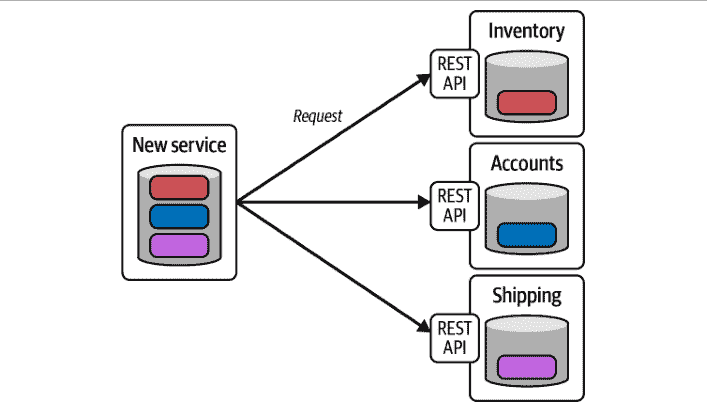 Inventory
REST
API
Request
New service
Accounts
REST
API
Shipping
REST
API